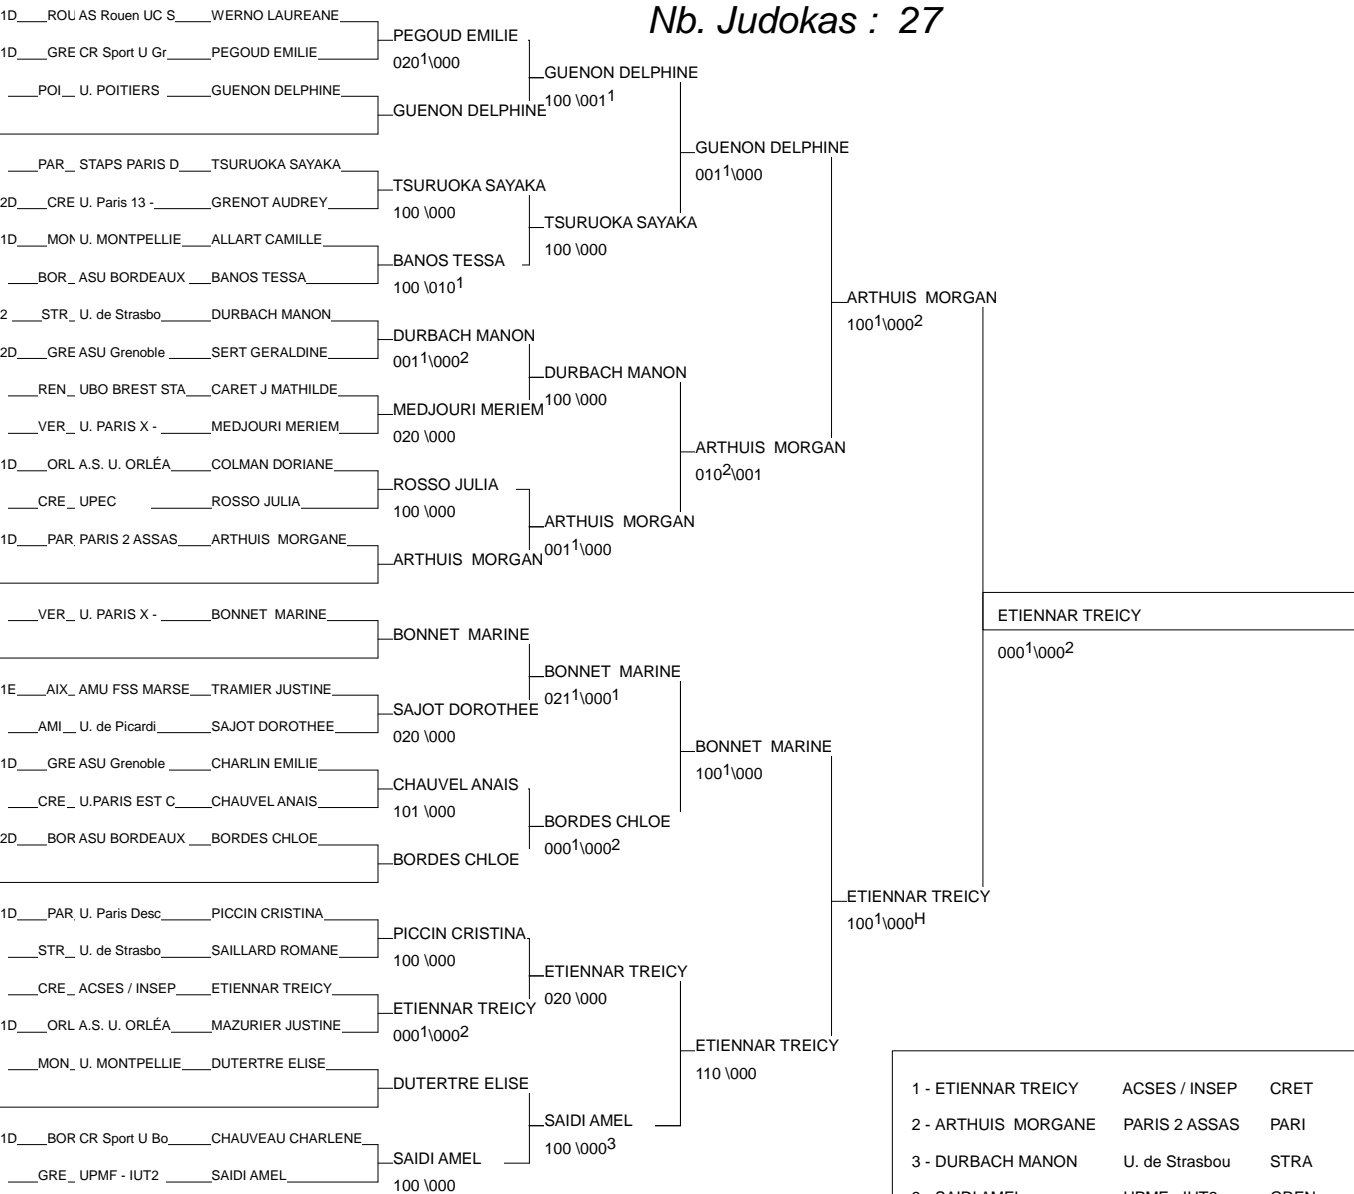 Nb. Judokas : 27
1D ROU AS Rouen UC S WERNO LAUREANE
PEGOUD EMILIE
020¹\000
1D GRE CR Sport U Gr PEGOUD EMILIE
GUENON DELPHINE
100 \001¹
POI U. POITIERS GUENON DELPHINE
GUENON DELPHINE
GUENON DELPHINE
001¹\000
PAR STAPS PARIS D TSURUOKA SAYAKA
TSURUOKA SAYAKA
100 \000
2D CRE U. Paris 13 - GRENOT AUDREY
TSURUOKA SAYAKA
100 \000
1D MON U. MONTPELLIE ALLART CAMILLE
BANOS TESSA
100 \010¹
BOR ASU BORDEAUX BANOS TESSA
ARTHUIS MORGAN
100¹\000²
2 STR U. de Strasbo DURBACH MANON
DURBACH MANON
001¹\000²
2D GRE ASU Grenoble SERT GERALDINE
DURBACH MANON
100 \000
REN UBO BREST STA CARET J MATHILDE
MEDJOURI MERIEM
020 \000
VER U. PARIS X - MEDJOURI MERIEM
ARTHUIS MORGAN
010²\001
1D ORL A.S. U. ORLÉA COLMAN DORIANE
ROSSO JULIA
100 \000
CRE UPEC ROSSO JULIA
ARTHUIS MORGAN
001¹\000
1D PAR PARIS 2 ASSAS ARTHUIS MORGANE
ARTHUIS MORGAN
ETIENNAR TREICY
000¹\000²
VER U. PARIS X - BONNET MARINE
BONNET MARINE
BONNET MARINE
021¹\000¹
1E AIX AMU FSS MARSE TRAMIER JUSTINE
SAJOT DOROTHEE
020 \000
AMI U. de Picardi SAJOT DOROTHEE
BONNET MARINE
100¹\000
1D GRE ASU Grenoble CHARLIN EMILIE
CHAUVEL ANAIS
101 \000
CRE U.PARIS EST C CHAUVEL ANAIS
BORDES CHLOE
000¹\000²
2D BOR ASU BORDEAUX BORDES CHLOE
BORDES CHLOE
ETIENNAR TREICY
100¹\000H
1D PAR U. Paris Desc PICCIN CRISTINA
PICCIN CRISTINA
100 \000
STR U. de Strasbo SAILLARD ROMANE
ETIENNAR TREICY
020 \000
CRE ACSES / INSEP ETIENNAR TREICY
ETIENNAR TREICY
000¹\000²
1D ORL A.S. U. ORLÉA MAZURIER JUSTINE
ETIENNAR TREICY
110 \000
MON U. MONTPELLIE DUTERTRE ELISE
DUTERTRE ELISE
SAIDI AMEL
100 \000³
1D BOR CR Sport U Bo CHAUVEAU CHARLENE
SAIDI AMEL
100 \000
GRE UPMF - IUT2 SAIDI AMEL
1 - ETIENNAR TREICY ACSES / INSEP CRET
2 - ARTHUIS MORGANE PARIS 2 ASSAS PARI
3 - DURBACH MANON U. de Strasbou STRA